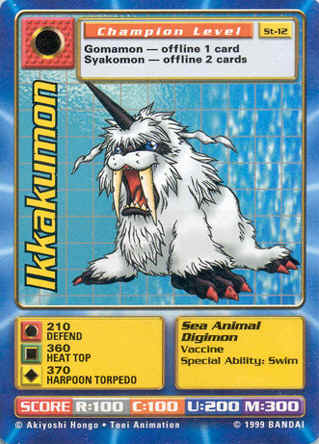 Champion Level
St-12
Gomamon — offline 1 card
Syakomon — offline 2 cards
Ikkakumon
210
DEFEND
360
HEAT TOP
370
HARPOON TORPEDO
Sea Animal
Digimon
Vaccine
Special Ability: Swim
SCORE R:100 C:100 U:200 M:300
© Akiyoshi Hongo • Toei Animation © 1999 BANDAI